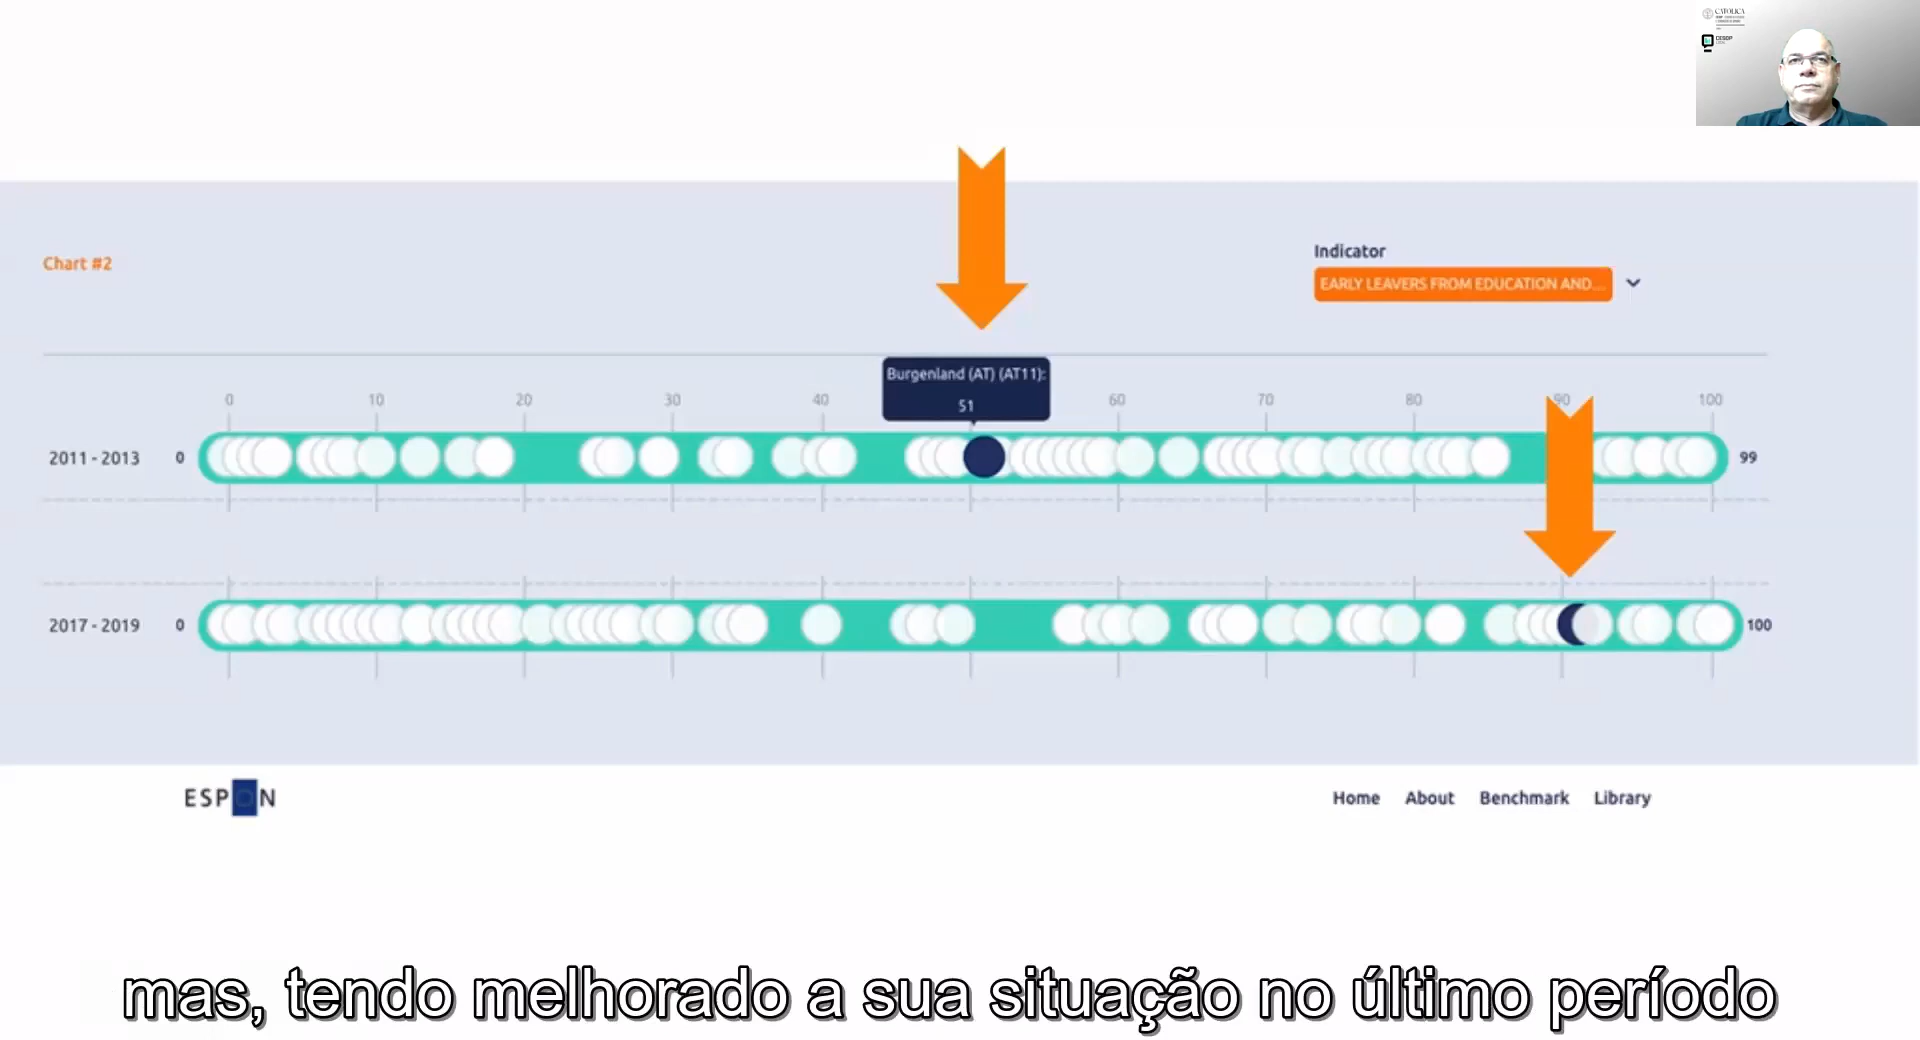 CATOLICA
CESOP
Chart #2
Indicator
EARLY LEAVERS FROM EDUCATION AND...
Burgenland (AT) (AT11):
51
0 10 20 30 40 60 70 80 90 100
2011 - 2013 0 99
2017 - 2019 0 100
ESPON
Home About Benchmark Library
mas, tendo melhorado a sua situação no último período